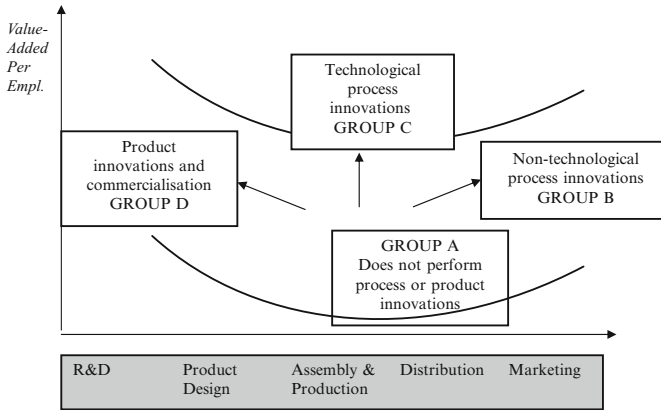 Value-
Added
Per
Empl.
Technological
process
innovations
GROUP C
Product
innovations and
commercialisation
GROUP D
Non-technological
process innovations
GROUP B
GROUP A
Does not perform
process or product
innovations
R&D
Product
Design
Assembly &
Production
Distribution
Marketing